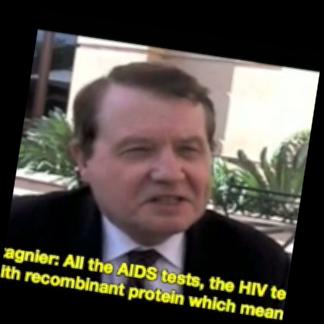 agnier: All the AIDS tests, the HIV te
ith recombinant protein which mean